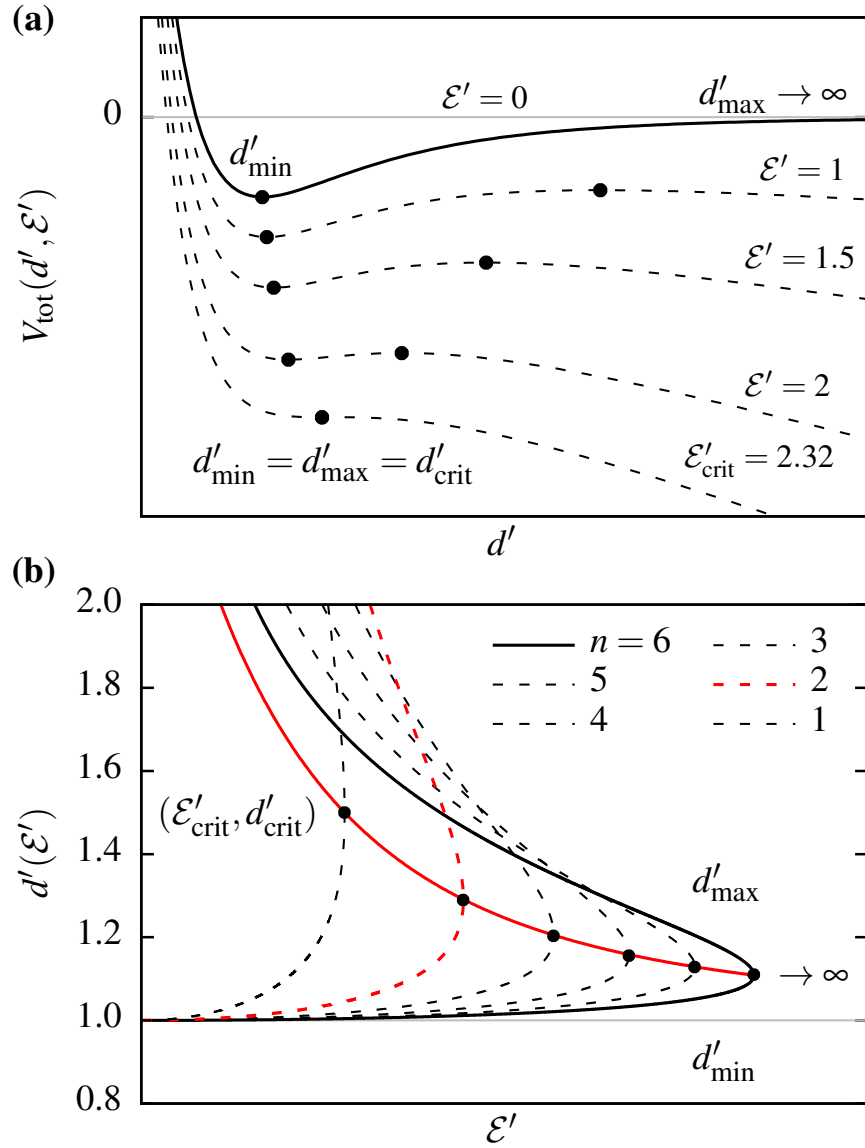 (a)
ℰ′ = 0
d′max → ∞
0
d′min
ℰ′ = 1
ℰ′ = 1.5
Vtot(d′, ℰ′)
ℰ′ = 2
d′min = d′max = d′crit
ℰ′crit = 2.32
d′
(b)
2.0
n = 6
3
5
2
1.8
4
1
1.6
(ℰ′crit, d′crit)
d′(ℰ′)
1.4
d′max
1.2
→ ∞
1.0
d′min
0.8
ℰ′